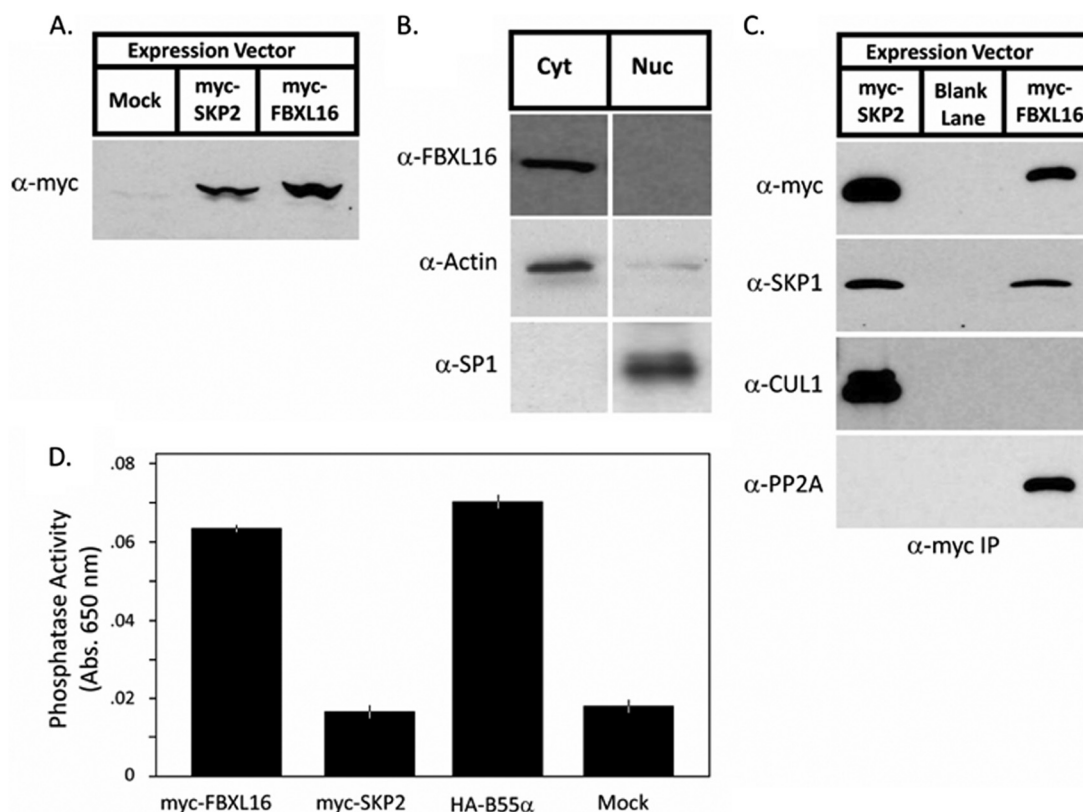 A.
Expression Vector
Mock
myc-
SKP2
myc-
FBXL16
α-myc
B.
Cyt
Nuc
α-FBXL16
α-Actin
α-SP1
C.
Expression Vector
myc-
SKP2
Blank
Lane
myc-
FBXL16
α-myc
α-SKP1
α-CUL1
α-PP2A
α-myc IP
D.
Phosphatase Activity
(Abs. 650 nm)
.08
.06
.04
.02
0
myc-FBXL16
myc-SKP2
HA-B55α
Mock